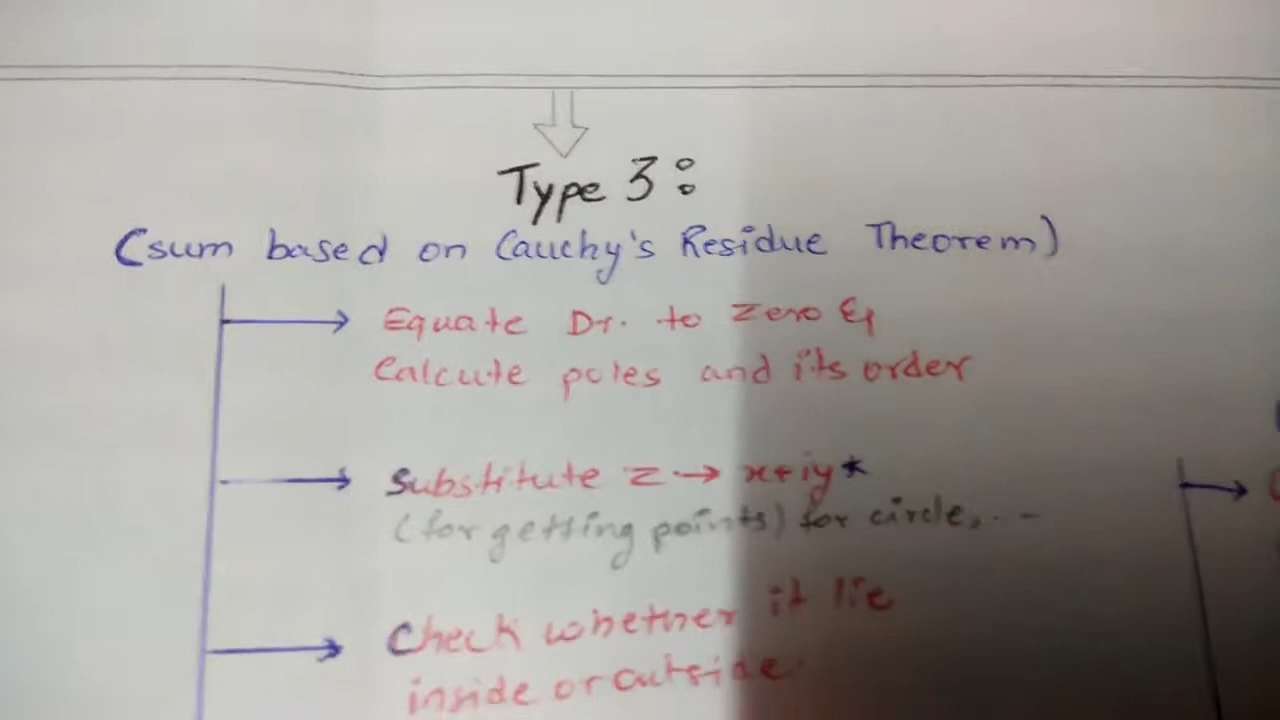 Type 3:
(sum based on Cauchy's Residue Theorem)
Equate Dr. to zero &
Calcute poles and its order
Substitute z → x+iy*
(for getting points) for circle, . - -
Check whether it lie
inside or outside.